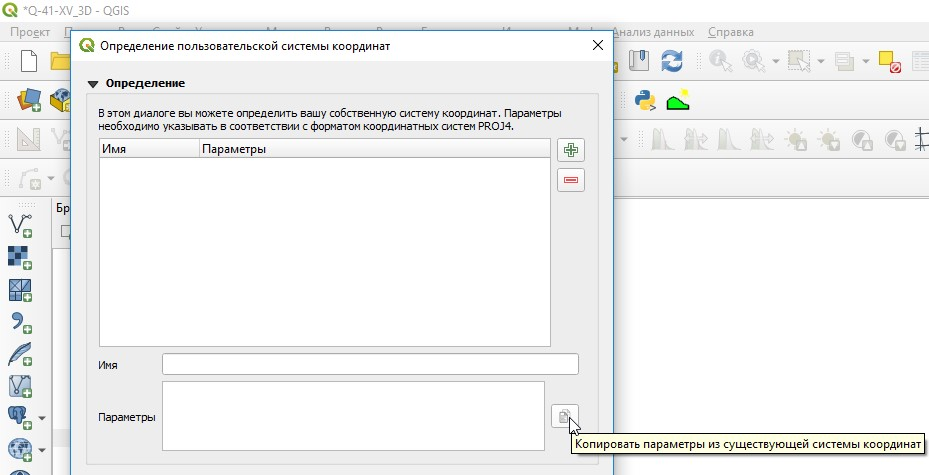 *Q-41-XV_3D - QGIS
Проект
Анализ данных
Справка
Определение пользовательской системы координат
Определение
В этом диалоге вы можете определить вашу собственную систему координат. Параметры
необходимо указывать в соответствии с форматом координатных систем PROJ4.
Имя
Параметры
Имя
Параметры
Копировать параметры из существующей системы координат